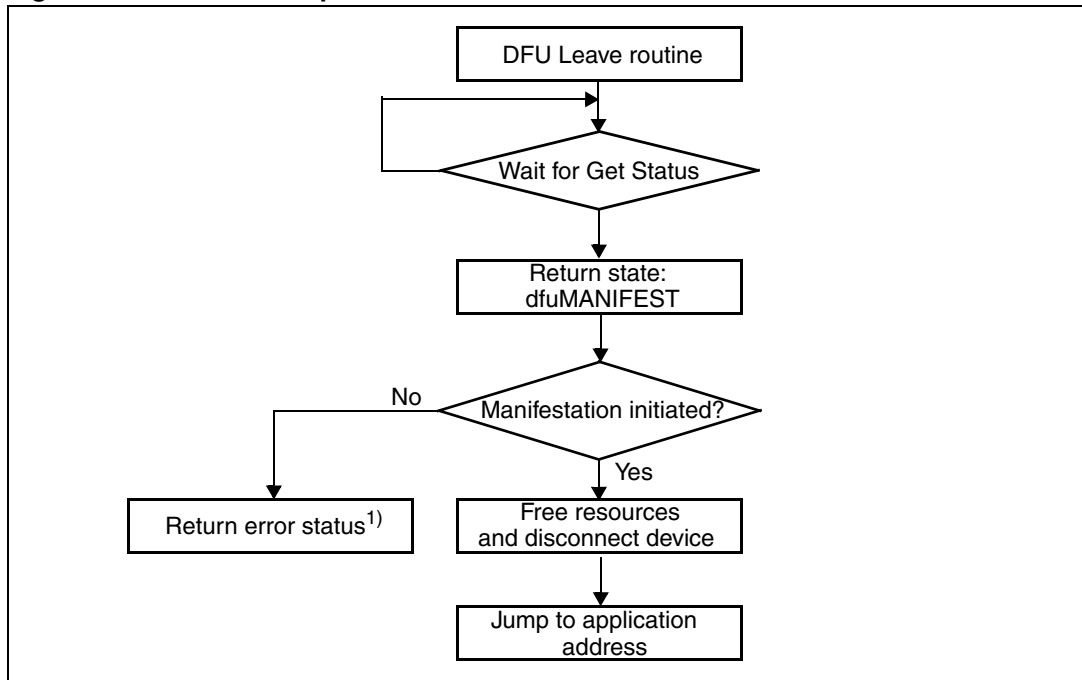 DFU Leave routine
Wait for Get Status
Return state:
dfuMANIFEST
No
Manifestation initiated?
Yes
Return error status1)
Free resources
and disconnect device
Jump to application
address